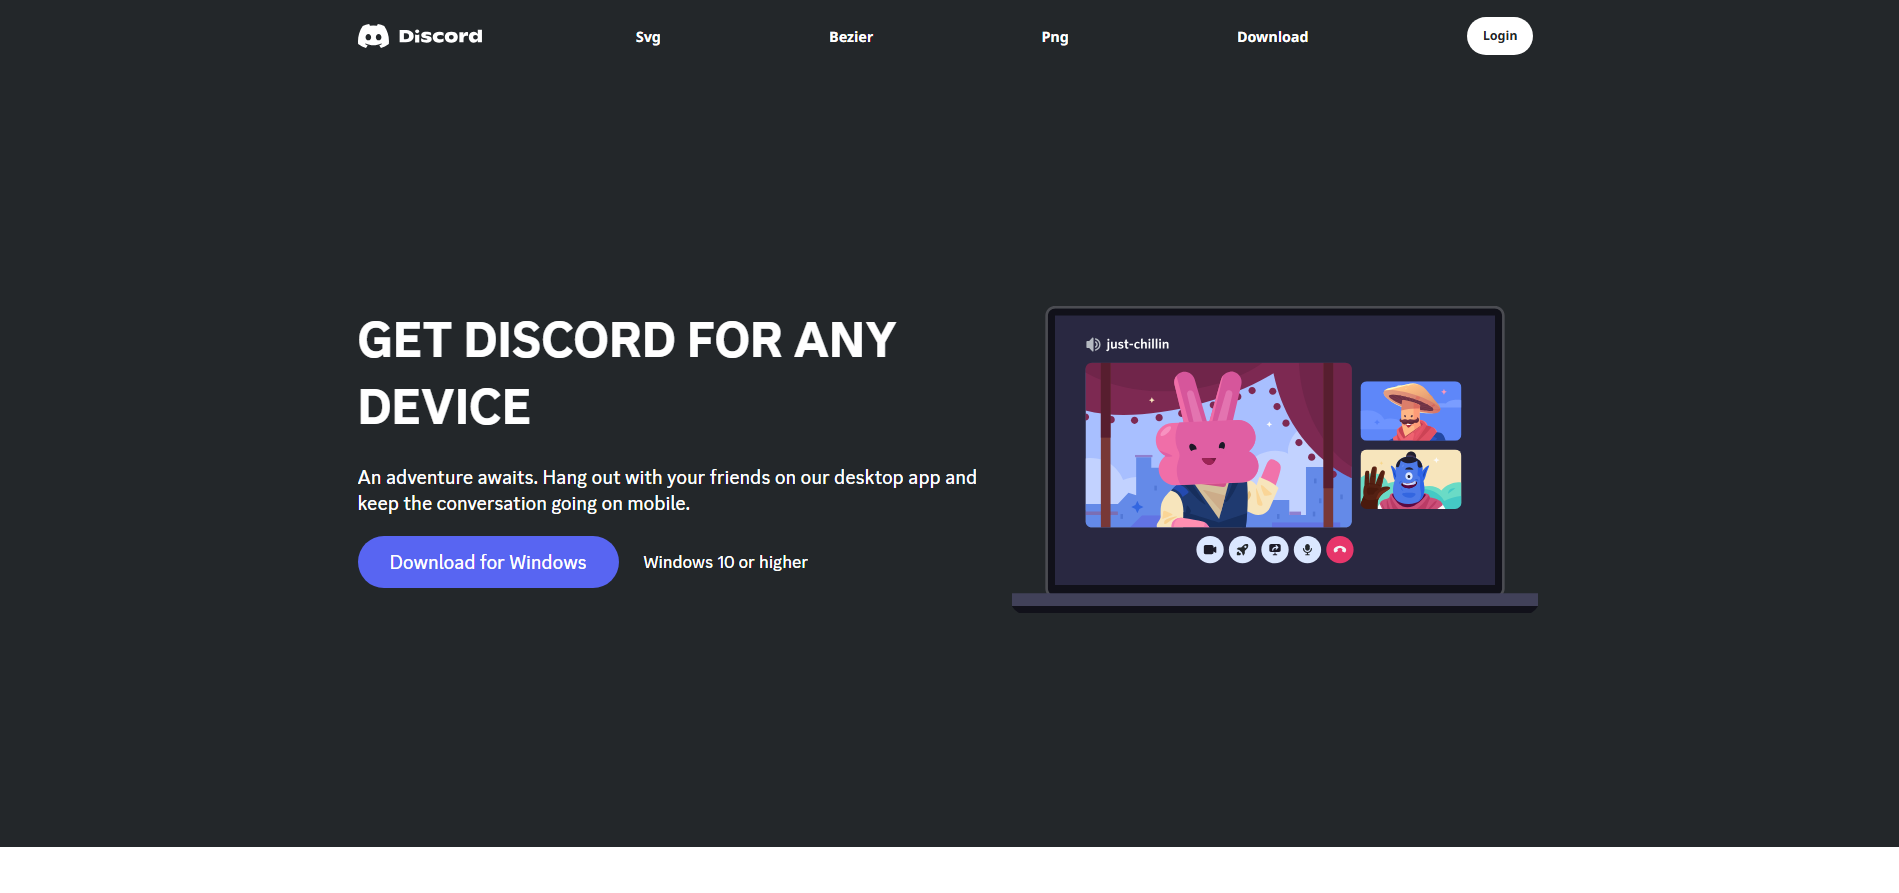 Discord
Svg
Bezier
Png
Download
Login
GET DISCORD FOR ANY
DEVICE
An adventure awaits. Hang out with your friends on our desktop app and
keep the conversation going on mobile.
Download for Windows
Windows 10 or higher
just-chillin